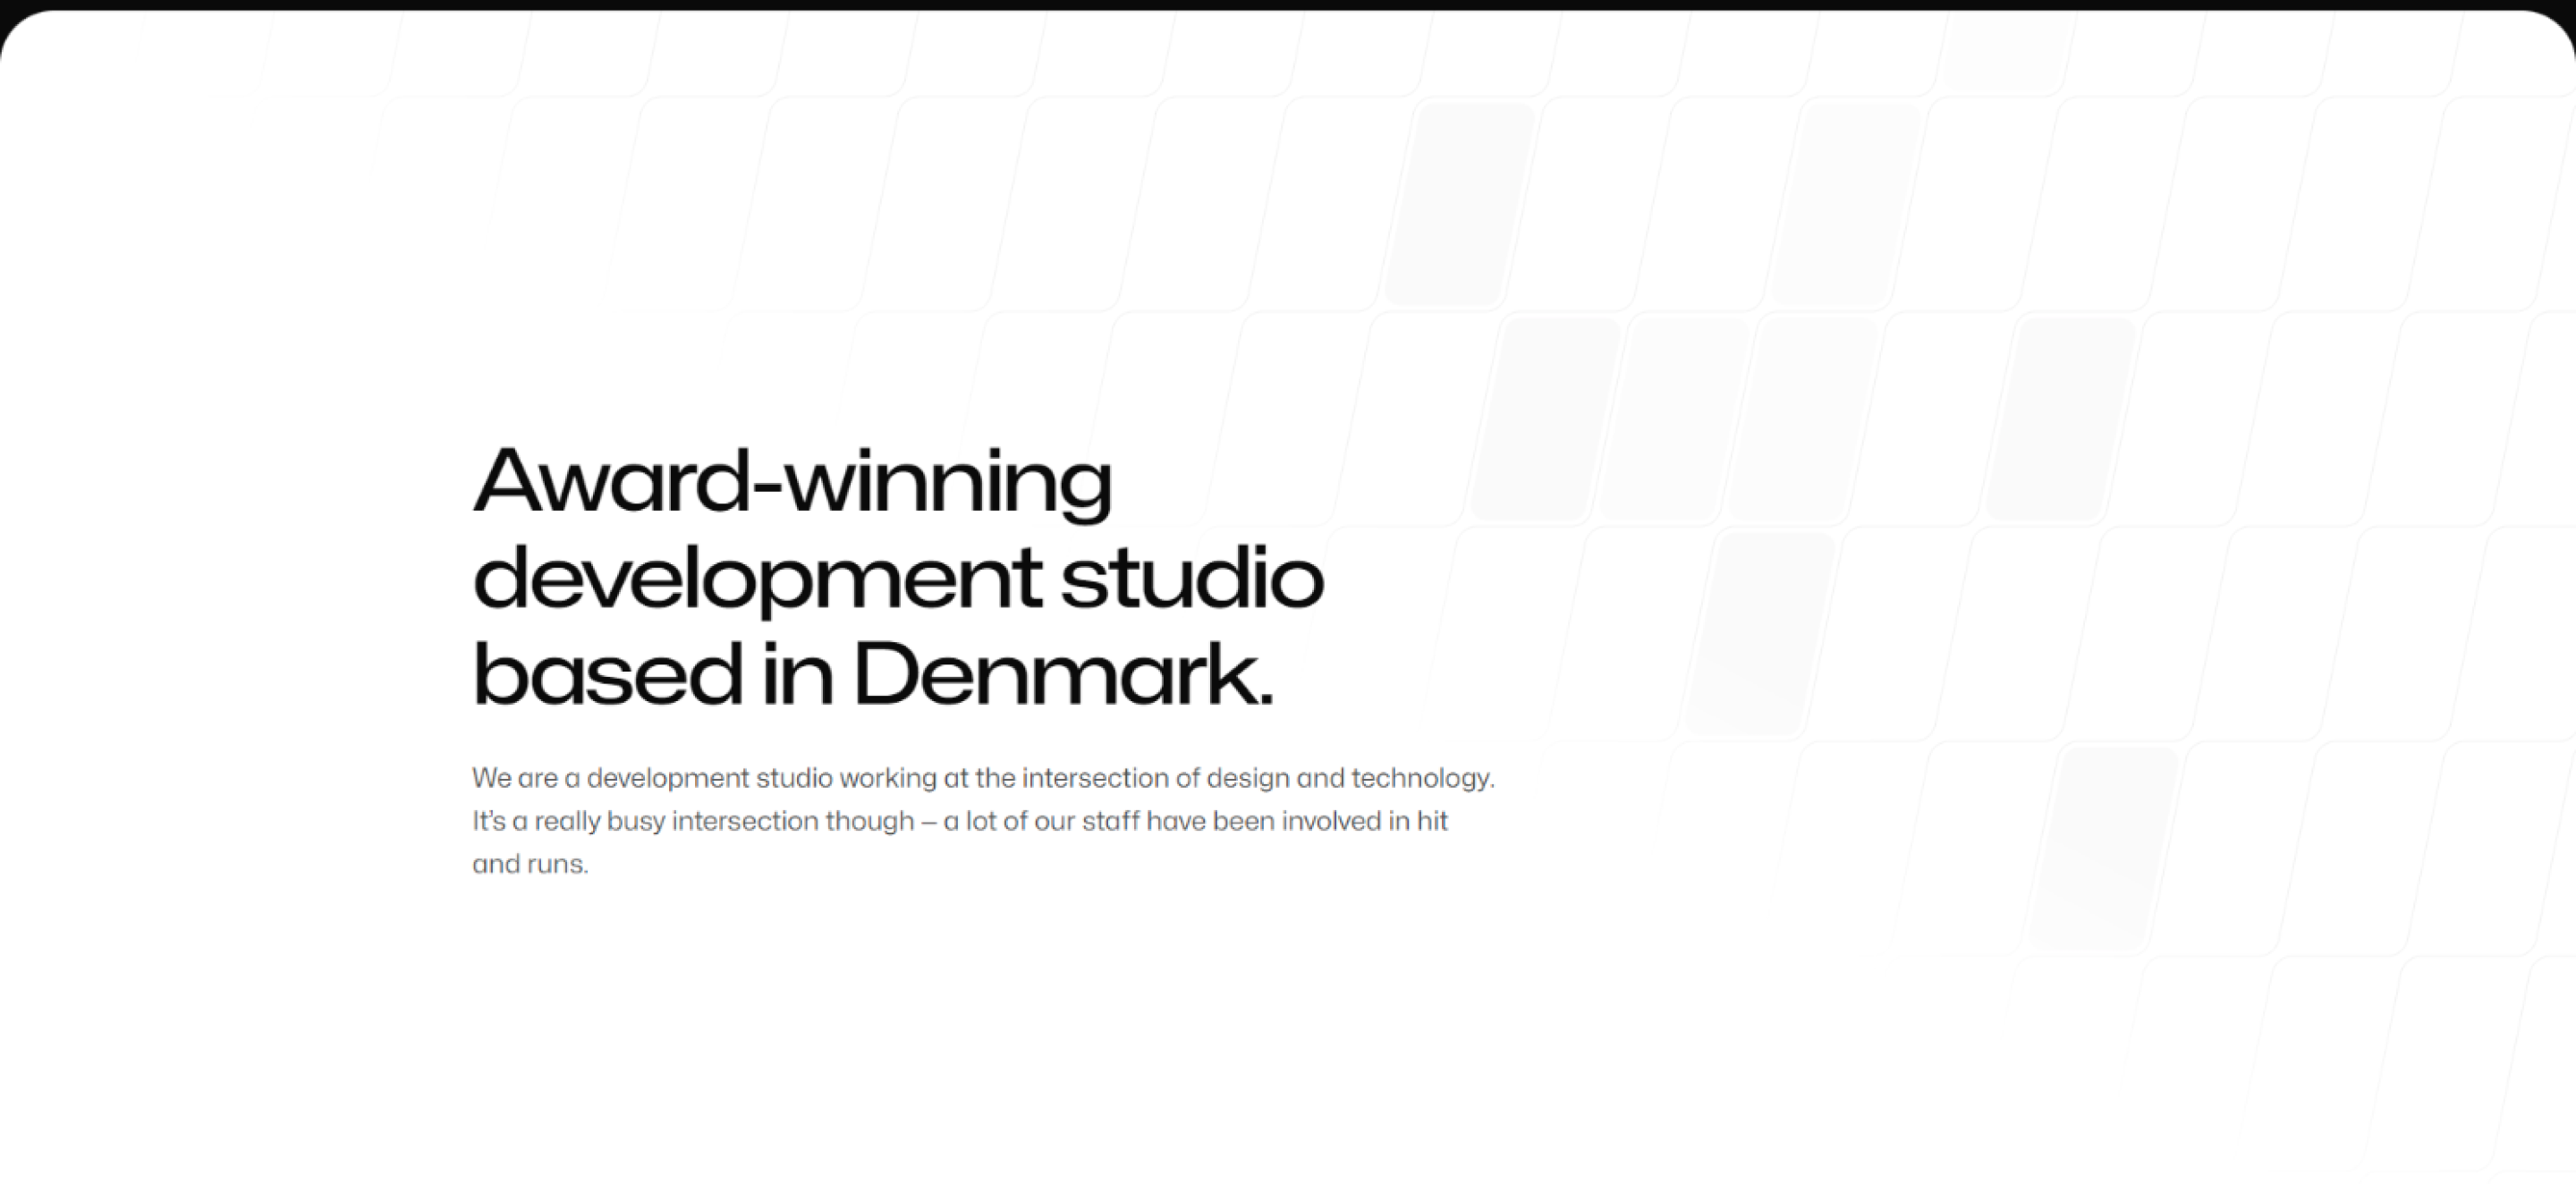 Award-winning
development studio
based in Denmark.
We are a development studio working at the intersection of design and technology.
It’s a really busy intersection though – a lot of our staff have been involved in hit
and runs.